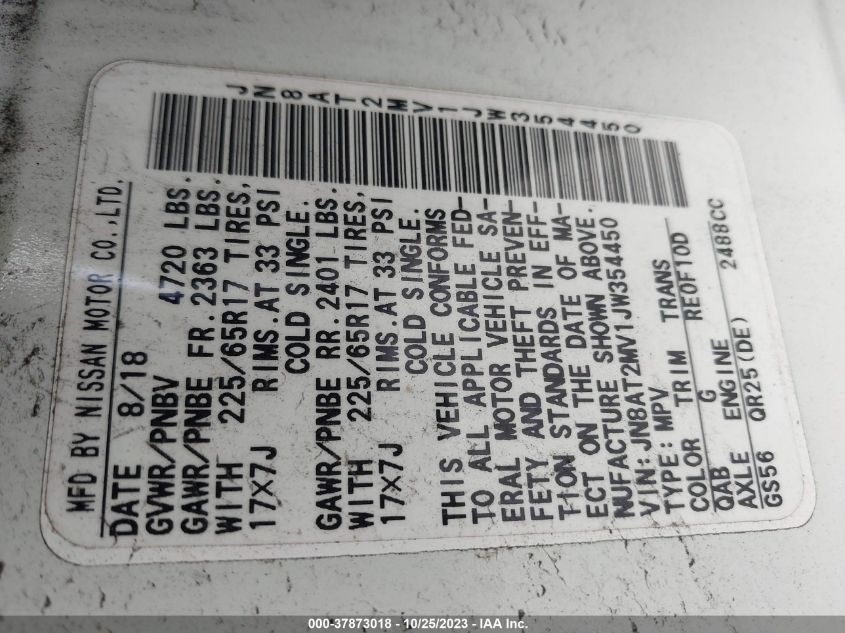 JN8AT2MV1JW354450
MFD BY NISSAN MOTOR CO.,LTD.
DATE 8/18
GVWR/PNBV 4720 LBS.
GAWR/PNBE FR.2363 LBS.
WITH 225/65R17 TIRES,
17X7J RIMS.AT 33 PSI
COLD SINGLE.
GAWR/PNBE RR.2401 LBS.
WITH 225/65R17 TIRES,
17X7J RIMS.AT 33 PSI
COLD SINGLE.
THIS VEHICLE CONFORMS
TO ALL APPLICABLE FED-
ERAL MOTOR VEHICLE SA-
FETY AND THEFT PREVEN-
TION STANDARDS IN EFF-
ECT ON THE DATE OF MA-
NUFACTURE SHOWN ABOVE.
VIN:JN8AT2MV1JW354450
TYPE:MPV
COLOR TRIM TRANS
QAB G RE0F10D
AXLE ENGINE
GS56 QR25(DE) 2488CC
000-37873018 - 10/25/2023 - IAA Inc.